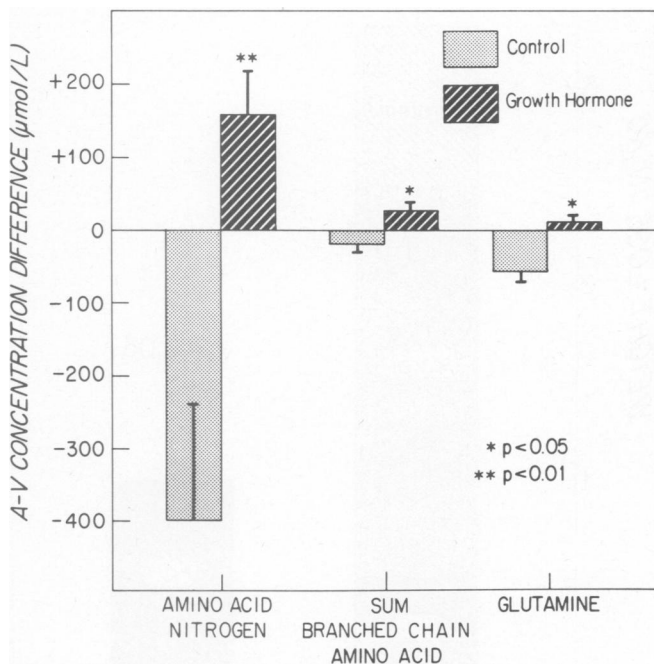 A-V CONCENTRATION DIFFERENCE (μmol/L)
+200
+100
0
-100
-200
-300
-400
**
*
*
Control
Growth Hormone
* p<0.05
** p<0.01
AMINO ACID
NITROGEN
SUM
BRANCHED CHAIN
AMINO ACID
GLUTAMINE